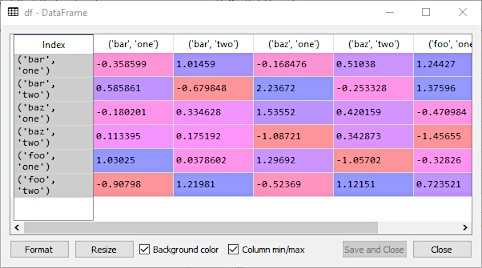 df - DataFrame
Index ('bar', 'one') ('bar', 'two') ('baz', 'one') ('baz', 'two') ('foo', 'one
('bar', 'one') -0.358599 1.01459 -0.168476 0.51038 1.24427
('bar', 'two') 0.585861 -0.679848 2.23672 -0.253328 1.37596
('baz', 'one') -0.180201 0.334628 1.53552 0.420159 -0.470984
('baz', 'two') 0.113395 0.175192 -1.08721 0.342873 -1.45655
('foo', 'one') 1.03025 0.0378602 1.29692 -1.05702 -0.32826
('foo', 'two') -0.90798 1.21981 -0.52369 1.12151 0.723521
Format Resize Background color Column min/max Save and Close Close